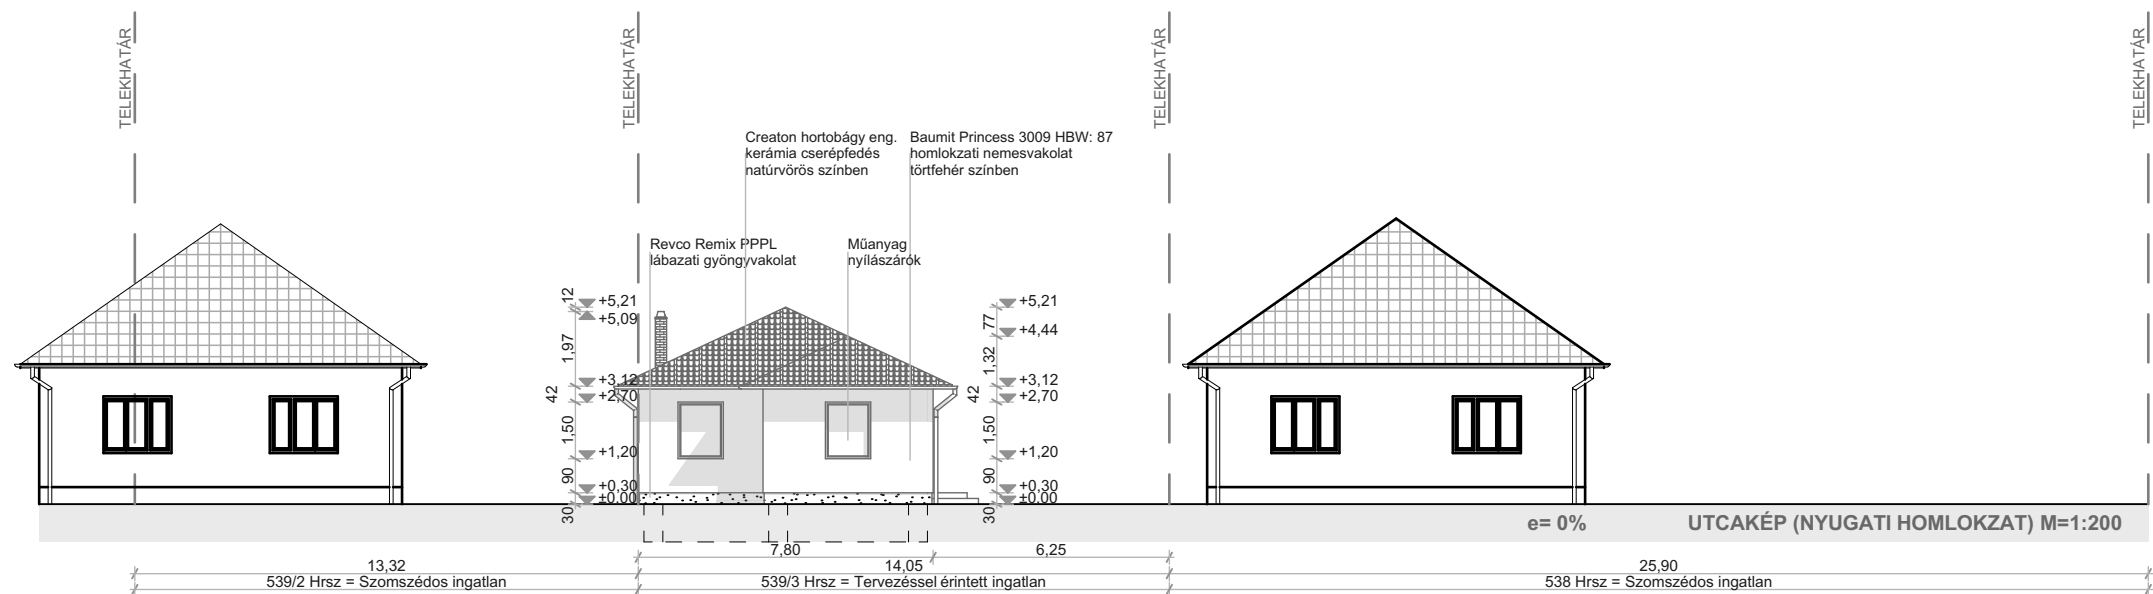 TELEKHATÁR
TELEKHATÁR
TELEKHATÁR
TELEKHATÁR
Creaton hortobágy eng.
kerámia cserépfedés
natúrvörös színben
Baumit Princess 3009 HBW: 87
homlokzati nemesvakolat
törtfehér színben
Revco Remix PPPL
lábazati gyöngyvakolat
Műanyag
nyílászárók
12
1,97
42
1,50
90
30
+5,21
+5,09
+3,12
+2,70
+1,20
+0,30
±0,00
77
1,32
42
1,50
90
30
+5,21
+4,44
+3,12
+2,70
+1,20
+0,30
±0,00
e= 0%
UTCAKÉP (NYUGATI HOMLOKZAT) M=1:200
7,80
6,25
13,32
14,05
25,90
539/2 Hrsz = Szomszédos ingatlan
539/3 Hrsz = Tervezéssel érintett ingatlan
538 Hrsz = Szomszédos ingatlan